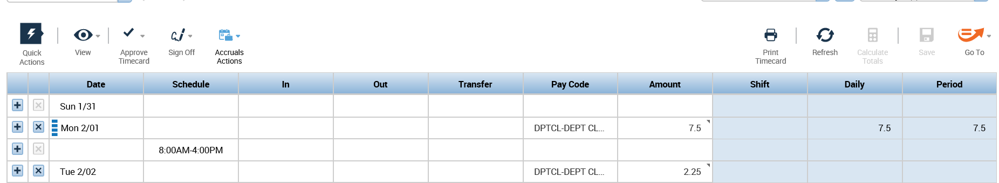 Quick Actions
View
Approve Timecard
Sign Off
Accruals Actions
Print Timecard
Refresh
Calculate Totals
Save
Go To
Date Schedule In Out Transfer Pay Code Amount Shift Daily Period
Sun 1/31
Mon 2/01 DPTCL-DEPT CL... 7.5 7.5 7.5
8:00AM-4:00PM
Tue 2/02 DPTCL-DEPT CL... 2.25